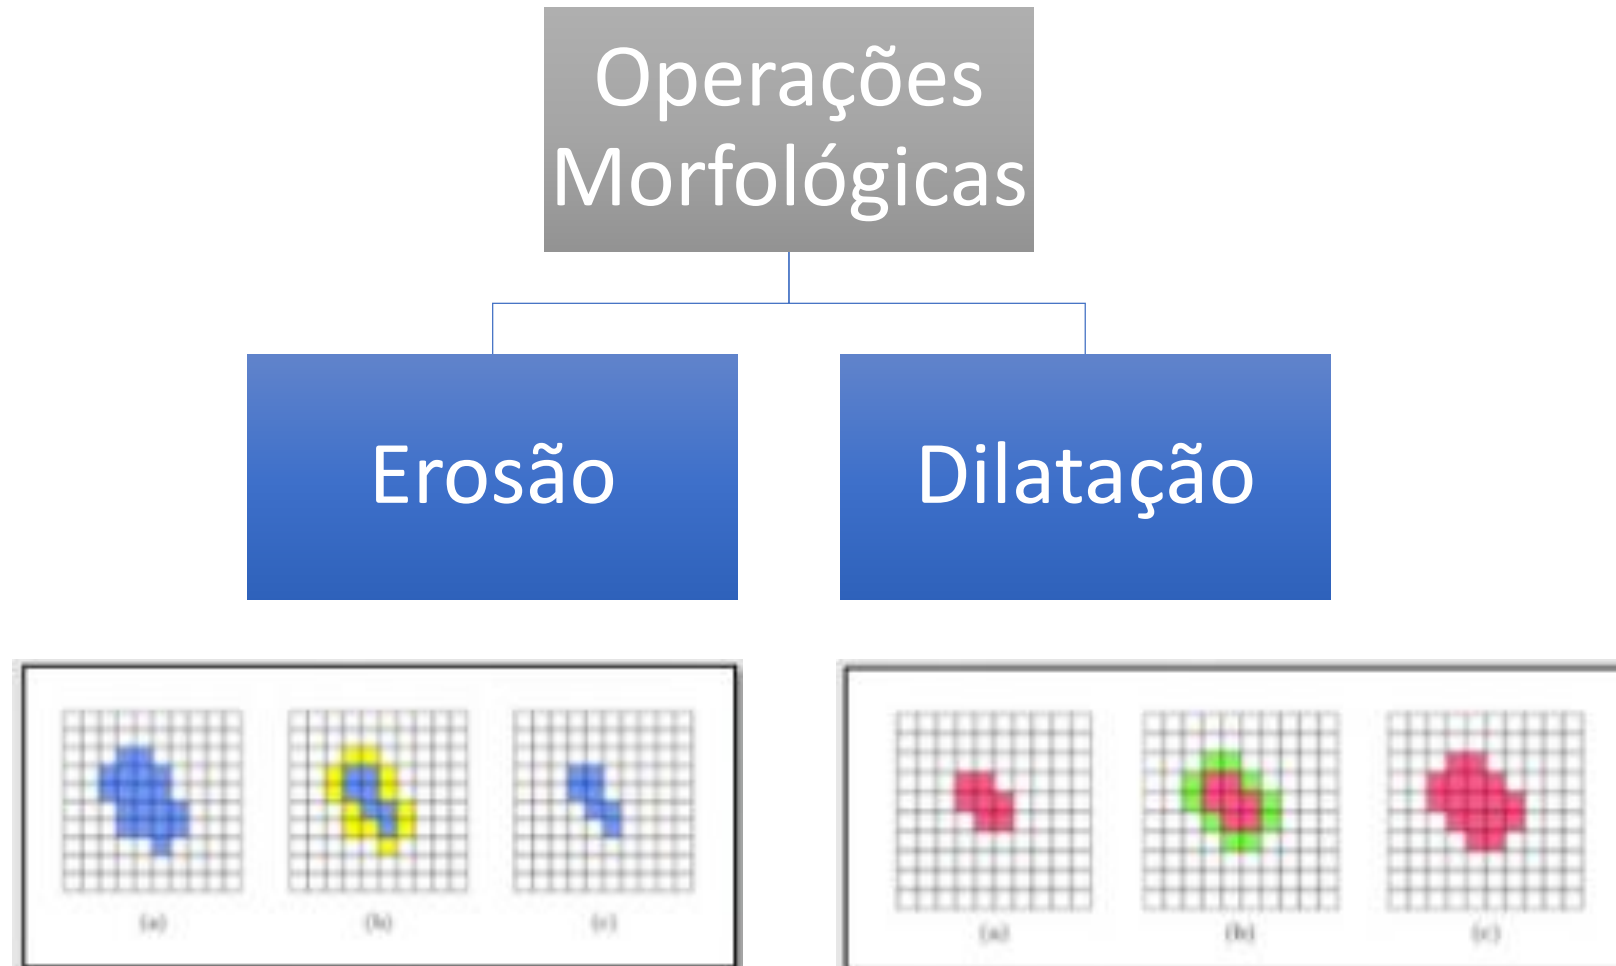 Operações
Morfológicas
Erosão
Dilatação
(a)
(b)
(c)
(a)
(b)
(c)